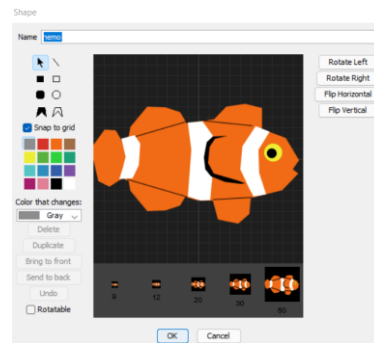 Shape
Name nemo
Rotate Left
Rotate Right
Flip Horizontal
Flip Vertical
Snap to grid
Color that changes:
Gray
Delete
Duplicate
Bring to front
Send to back
Undo
Rotatable
9 12 20 30 60
OK Cancel